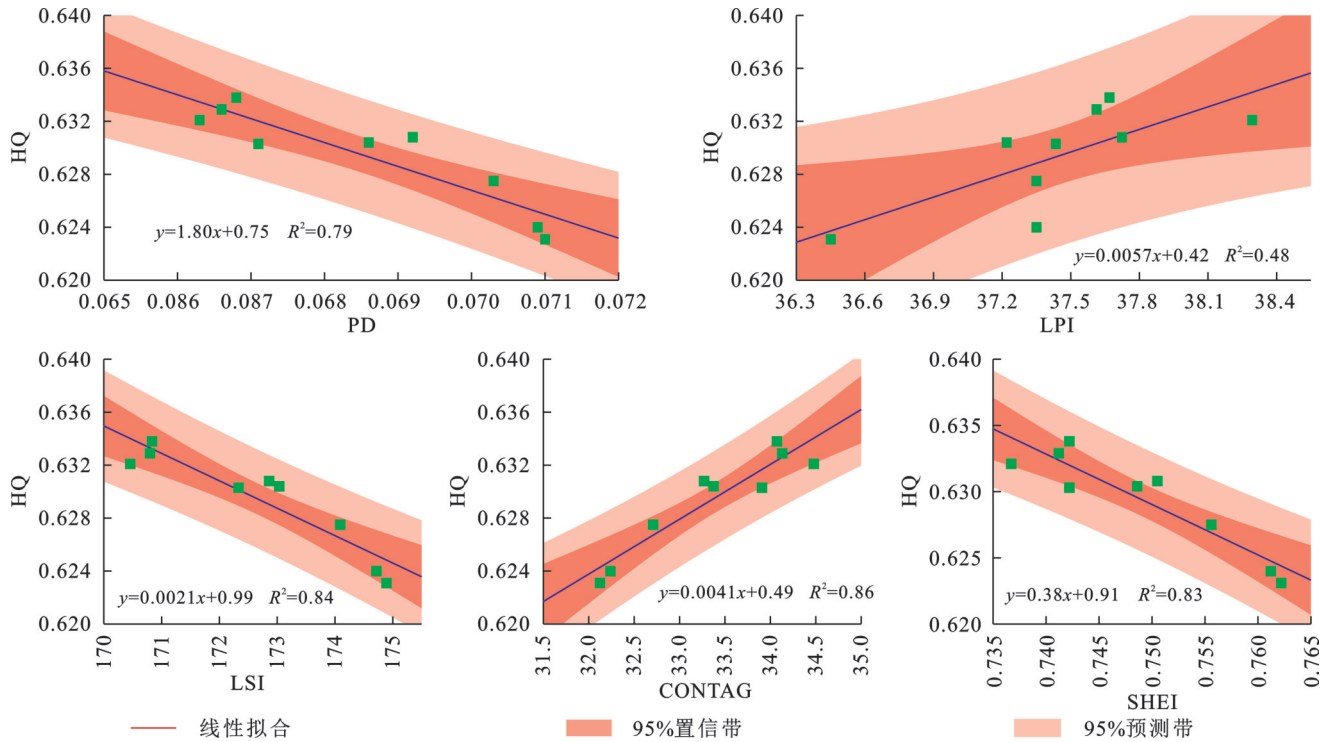 0.640
0.636
0.632
0.628
0.624
0.620
HQ
y=1.80x+0.75 R²=0.79
0.065 0.086 0.087 0.068 0.069 0.070 0.071 0.072
PD
0.640
0.636
0.632
0.628
0.624
0.620
HQ
y=0.0057x+0.42 R²=0.48
36.3 36.6 36.9 37.2 37.5 37.8 38.1 38.4
LPI
0.640
0.636
0.632
0.628
0.624
0.620
HQ
y=0.0021x+0.99 R²=0.84
170 171 172 173 174 175
LSI
0.640
0.636
0.632
0.628
0.624
0.620
HQ
y=0.0041x+0.49 R²=0.86
31.5 32.0 32.5 33.0 33.5 34.0 34.5 35.0
CONTAG
0.640
0.635
0.630
0.625
0.620
HQ
y=0.38x+0.91 R²=0.83
0.735 0.740 0.745 0.750 0.755 0.760 0.765
SHEI
线性拟合 95%置信带 95%预测带